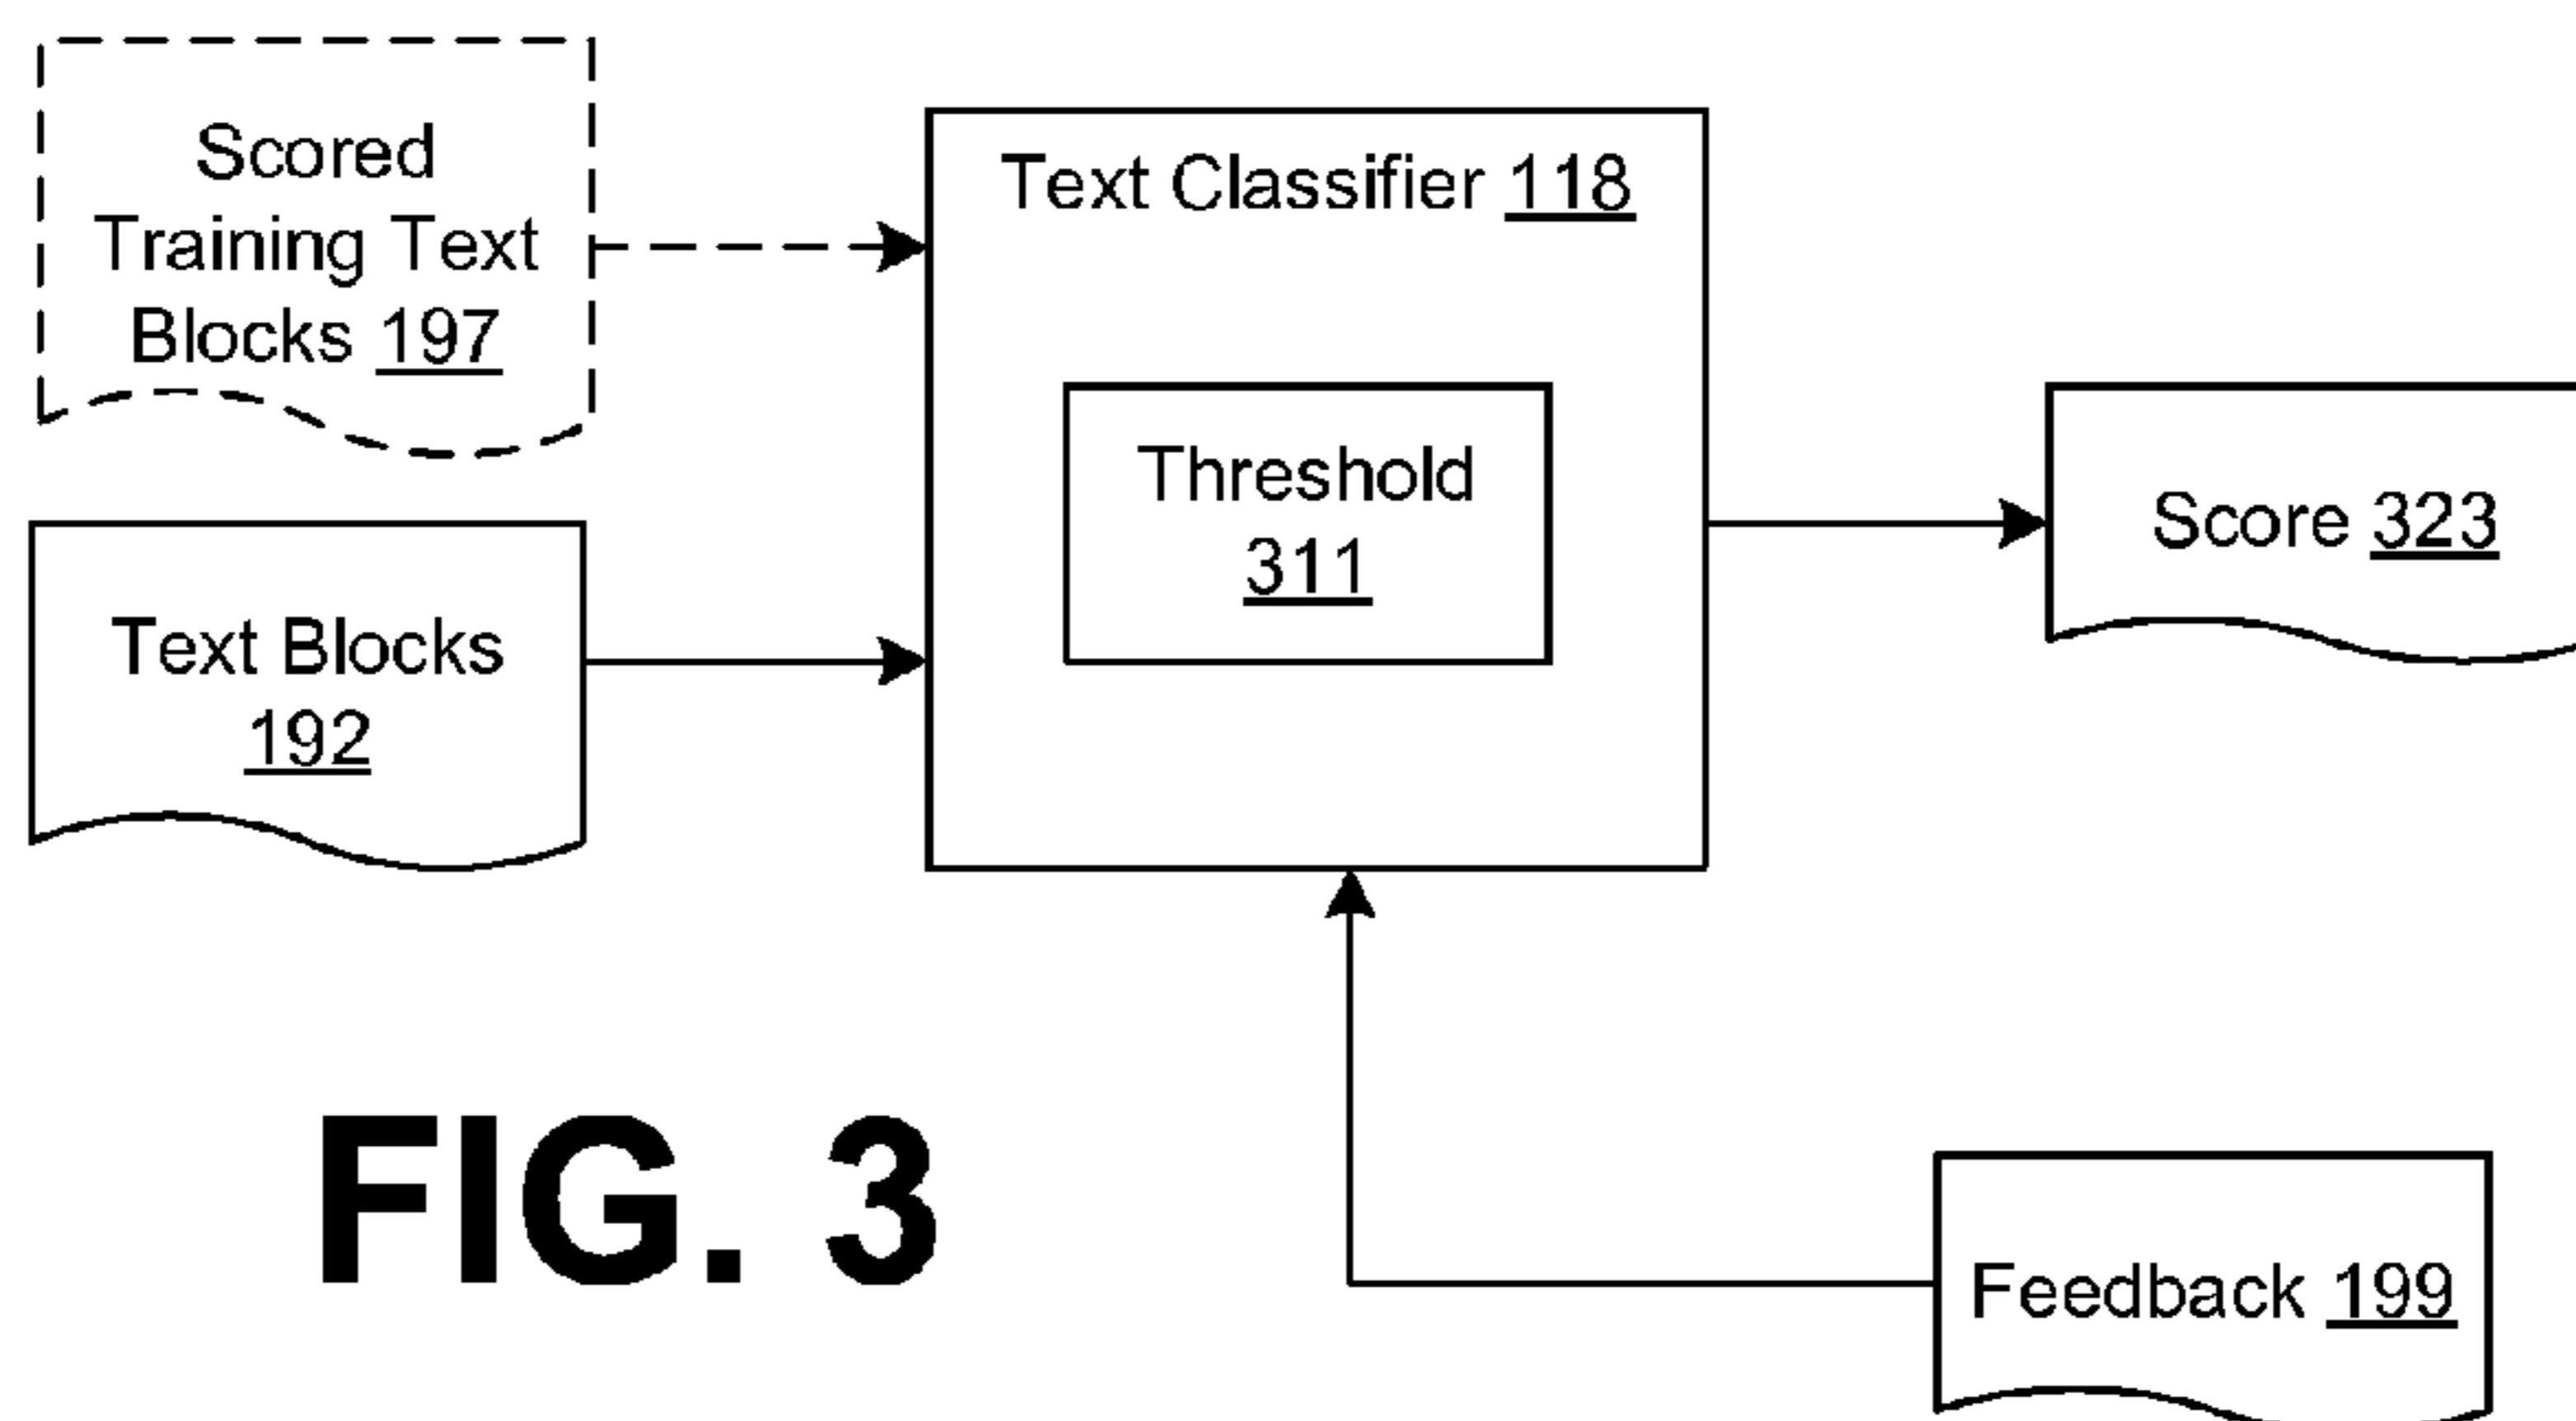 Scored
Training Text
Blocks 197
Text Classifier 118
Threshold
311
Score 323
Text Blocks
192
Feedback 199
FIG. 3